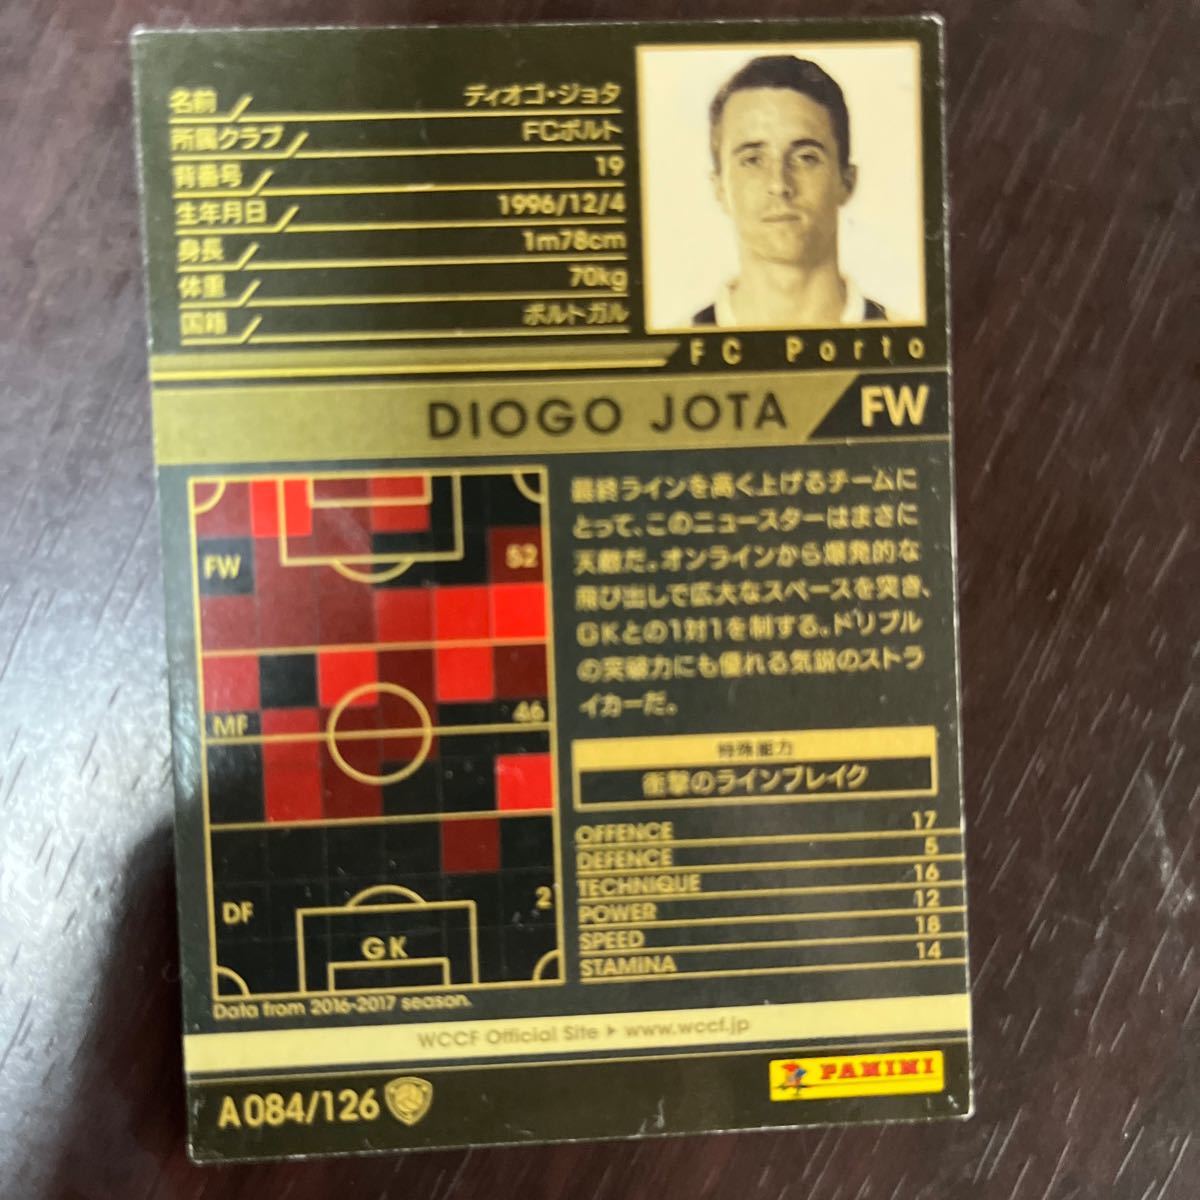 名前 ディオゴ・ジョタ
所属クラブ FCポルト
背番号 19
生年月日 1996/12/4
身長 1m78cm
体重 70kg
国籍 ポルトガル
FC Porto
DIOGO JOTA FW
FW 52
MF 46
DF 2
GK
Data from 2016-2017 season.
最終ラインを高く上げるチームに
とって、このニュースターはまさに
天敵だ。オンラインから爆発的な
飛び出しで広大なスペースを突き、
GKとの1対1を制する。ドリブル
の突破力にも優れる気鋭のストラ
イカーだ。
特殊能力
衝撃のラインブレイク
OFFENCE 17
DEFENCE 5
TECHNIQUE 16
POWER 12
SPEED 18
STAMINA 14
WCCF Official Site ▶ www.wccf.jp
A084/126
PANINI